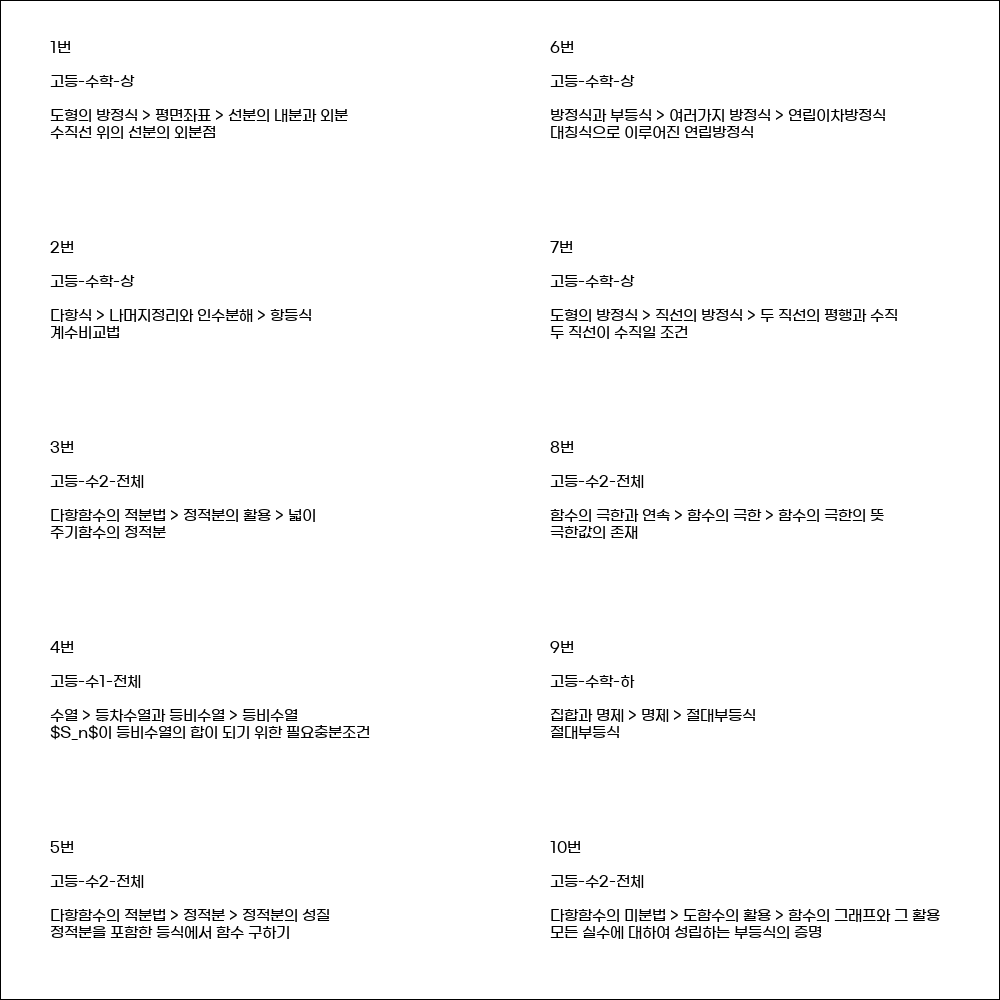 1번
고등-수학-상
도형의 방정식 > 평면좌표 > 선분의 내분과 외분
수직선 위의 선분의 외분점
2번
고등-수학-상
다항식 > 나머지정리와 인수분해 > 항등식
계수비교법
3번
고등-수2-전체
다항함수의 적분법 > 정적분의 활용 > 넓이
주기함수의 정적분
4번
고등-수1-전체
수열 > 등차수열과 등비수열 > 등비수열
$S_n$이 등비수열의 합이 되기 위한 필요충분조건
5번
고등-수2-전체
다항함수의 적분법 > 정적분 > 정적분의 성질
정적분을 포함한 등식에서 함수 구하기
6번
고등-수학-상
방정식과 부등식 > 여러가지 방정식 > 연립이차방정식
대칭식으로 이루어진 연립방정식
7번
고등-수학-상
도형의 방정식 > 직선의 방정식 > 두 직선의 평행과 수직
두 직선이 수직일 조건
8번
고등-수2-전체
함수의 극한과 연속 > 함수의 극한 > 함수의 극한의 뜻
극한값의 존재
9번
고등-수학-하
집합과 명제 > 명제 > 절대부등식
절대부등식
10번
고등-수2-전체
다항함수의 미분법 > 도함수의 활용 > 함수의 그래프와 그 활용
모든 실수에 대하여 성립하는 부등식의 증명